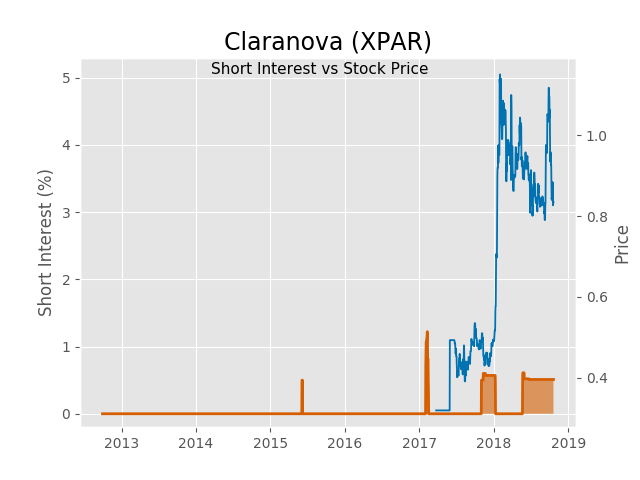 Claranova (XPAR)
Short Interest vs Stock Price
Short Interest (%)
5
4
3
2
1
0
1.0
0.8
0.6
0.4
Price
2013 2014 2015 2016 2017 2018 2019